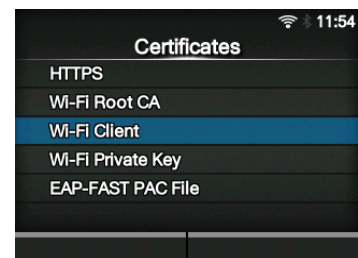 11:54
Certificates
HTTPS
Wi-Fi Root CA
Wi-Fi Client
Wi-Fi Private Key
EAP-FAST PAC File